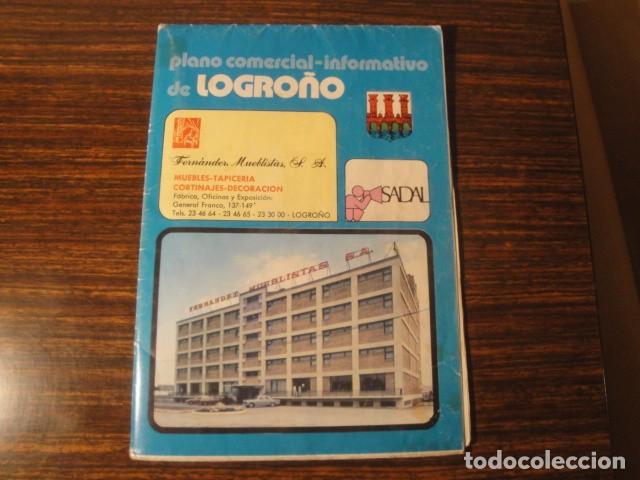 plano comercial-informativo
de LOGROÑO
Fernández, Mueblistas, S. A.
MUEBLES-TAPICERIA
CORTINAJES-DECORACION
Fábrica, Oficinas y Exposición:
General Franco, 137-149
Tels. 23 46 64 - 23 46 65 - 23 30 00 - LOGROÑO
SADAL
FERNANDEZ MUEBLISTAS S.A.
todocoleccion.net